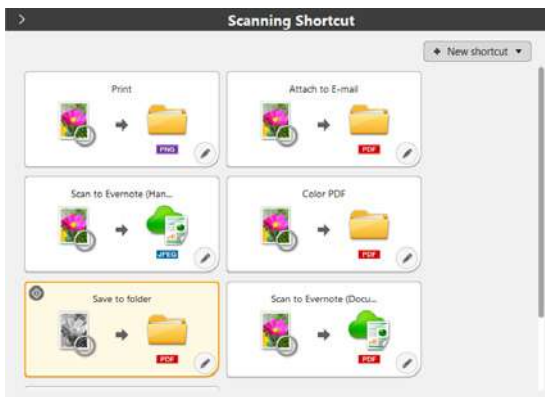 Scanning Shortcut
+ New shortcut
Print
PNG
Attach to E-mail
PDF
Scan to Evernote (Han...
JPEG
Color PDF
PDF
Save to folder
PDF
Scan to Evernote (Docu...
PDF